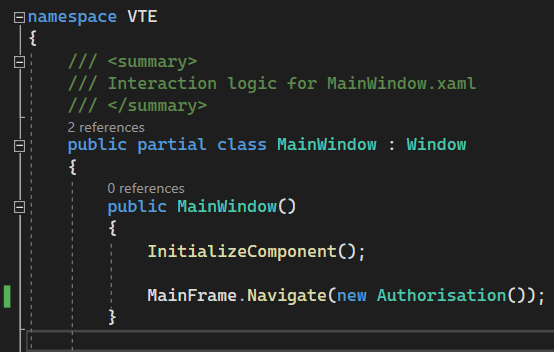 namespace VTE
{
/// <summary>
/// Interaction logic for MainWindow.xaml
/// </summary>
2 references
public partial class MainWindow : Window
{
0 references
public MainWindow()
{
InitializeComponent();
MainFrame.Navigate(new Authorisation());
}